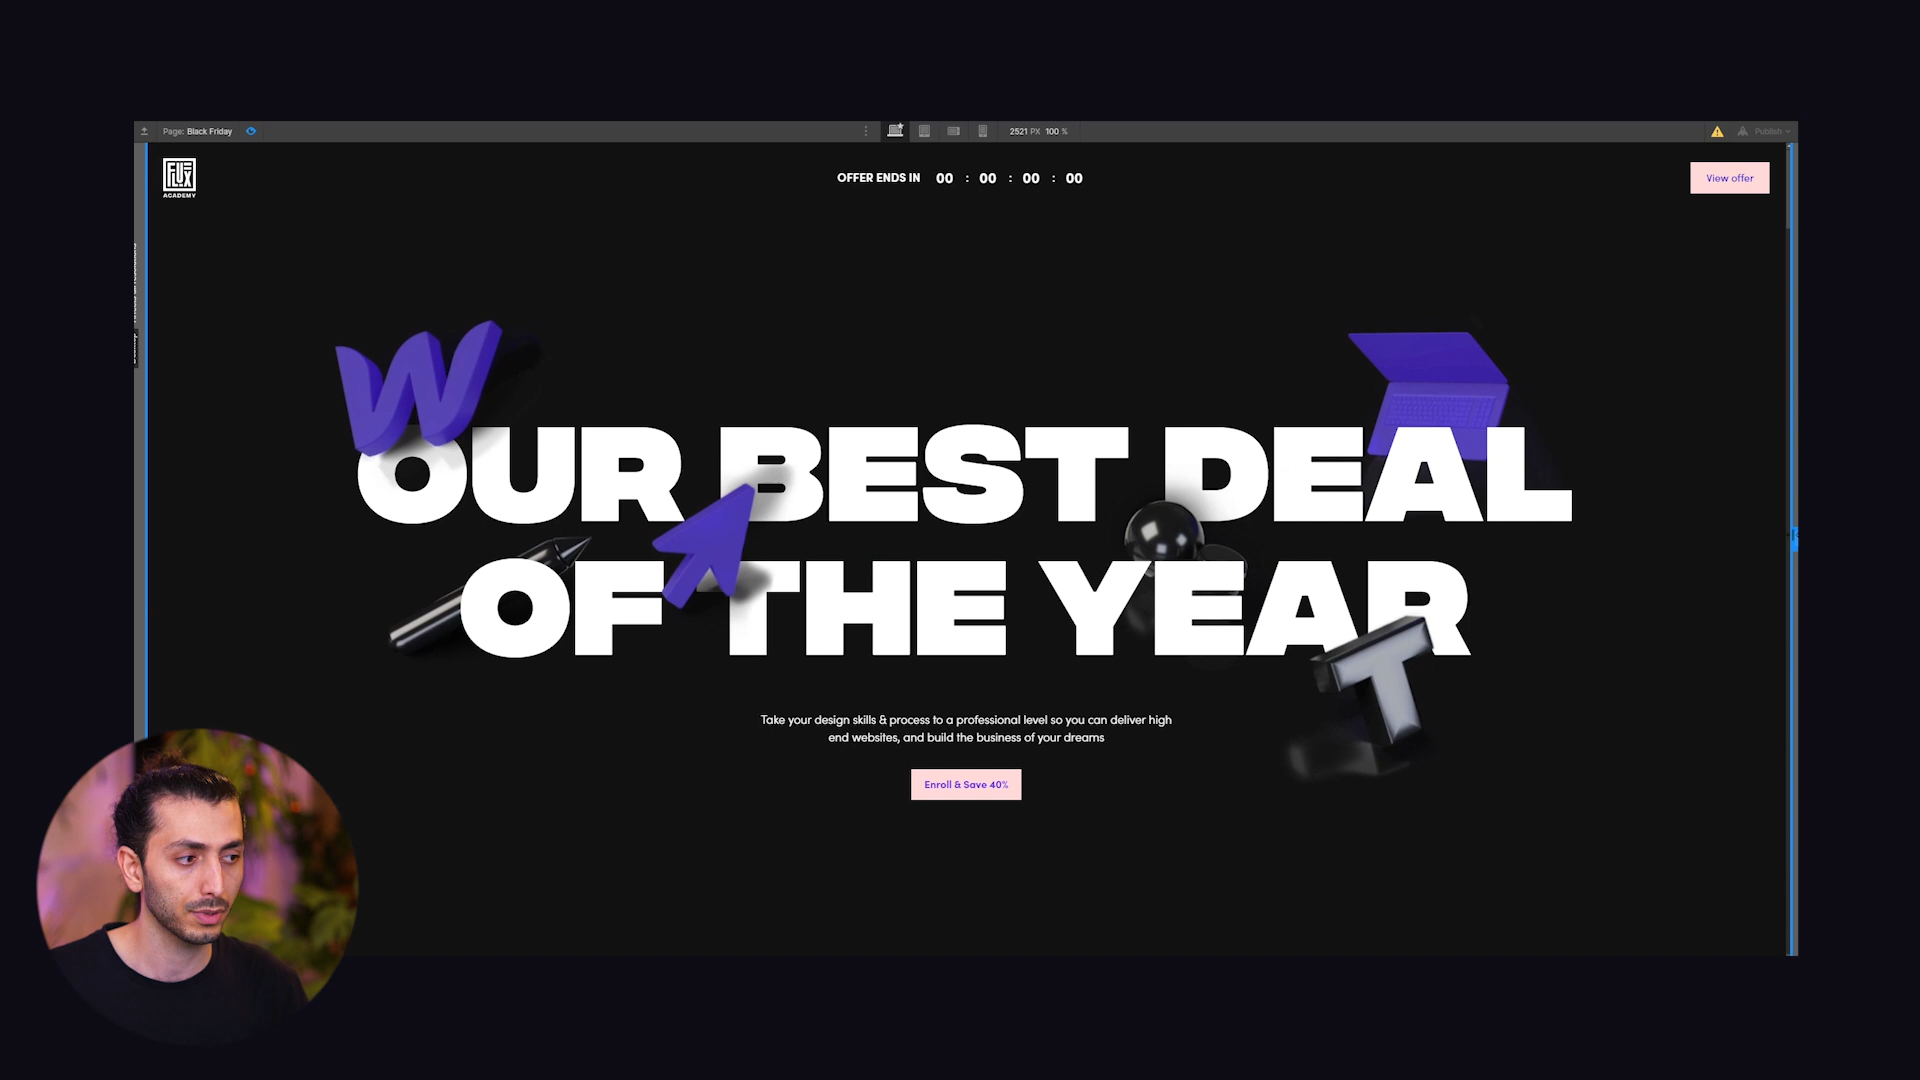 Page: Black Friday
2521 PX 100 %
Publish
FLUX
ACADEMY
OFFER ENDS IN 00 : 00 : 00 : 00
View offer
W
OUR BEST DEAL
OF THE YEAR
T
Take your design skills & process to a professional level so you can deliver high
end websites, and build the business of your dreams
Enroll & Save 40%